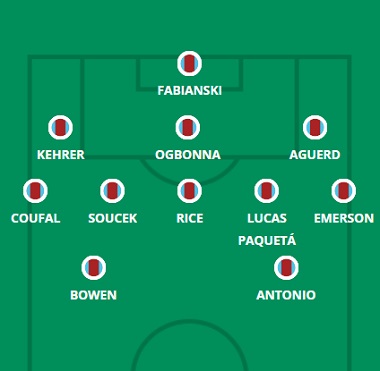 FABIANSKI
KEHRER OGBONNA AGUERD
COUFAL SOUCEK RICE LUCAS EMERSON
PAQUETÁ
BOWEN ANTONIO